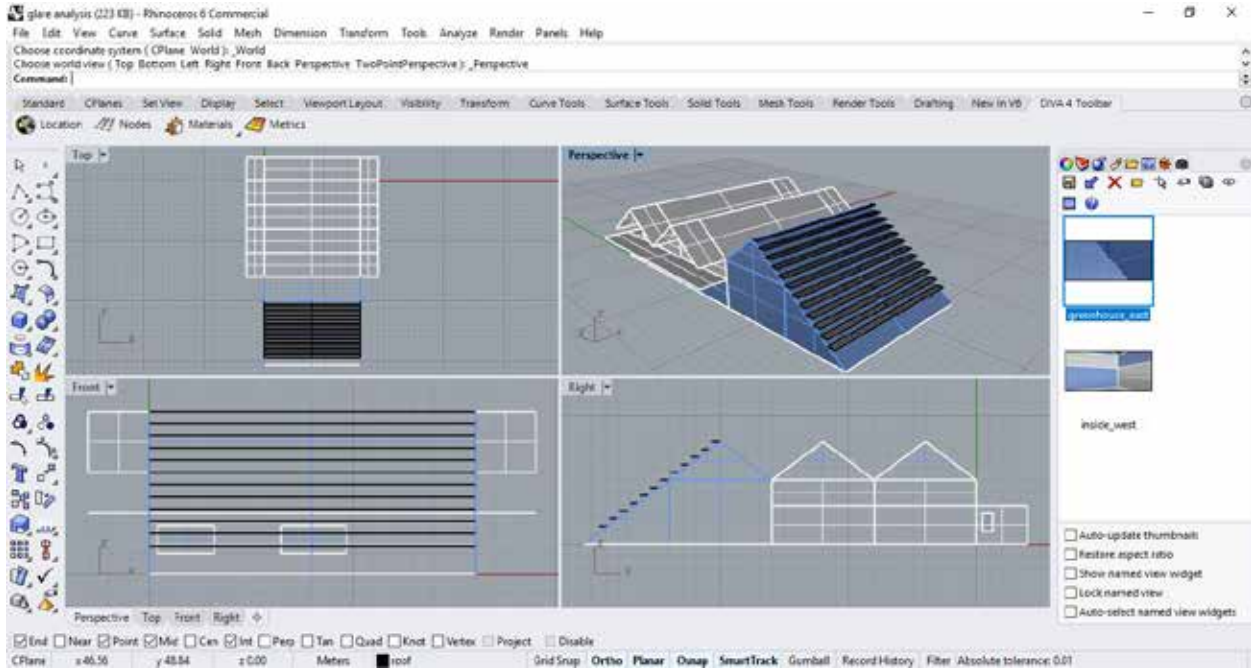 glare analysis (223 KB) - Rhinoceros 6 Commercial
File Edit View Curve Surface Solid Mesh Dimension Transform Tools Analyze Render Panels Help
Choose coordinate system ( CPlane World ): _World
Choose world view ( Top Bottom Left Right Front Back Perspective TwoPointPerspective ): _Perspective
Command:
Standard CPlanes Set View Display Select Viewport Layout Visibility Transform Curve Tools Surface Tools Solid Tools Mesh Tools Render Tools Drafting New in V6 DIVA 4 Toolbar
Location Nodes Materials Metrics
Top
Perspective
greenhouse_east
Front
Right
inside_west
Auto-update thumbnails
Restore aspect ratio
Show named view widget
Lock named view
Auto-select named view widgets
Perspective Top Front Right
End Near Point Mid Cen Int Perp Tan Quad Knot Vertex Project Disable
CPlane x 46.56 y 48.84 z 0.00 Meters roof Grid Snap Ortho Planar Osnap SmartTrack Gumball Record History Filter Absolute tolerance: 0.01